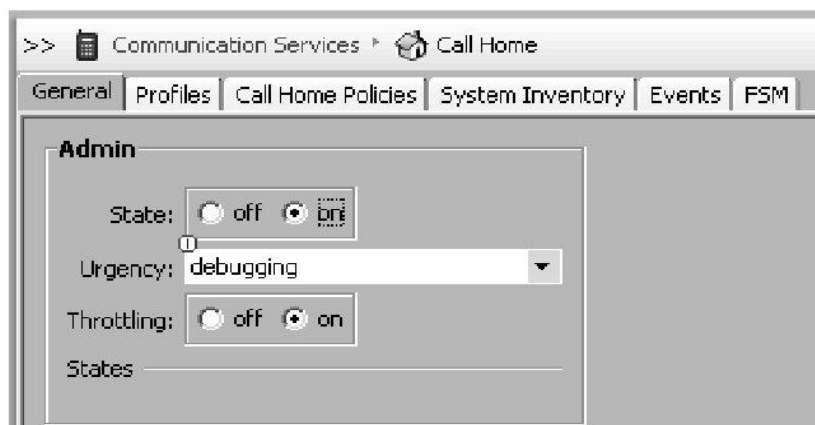 >> Communication Services ▸ Call Home
General Profiles Call Home Policies System Inventory Events FSM
Admin
State: off on
Urgency: debugging
Throttling: off on
States